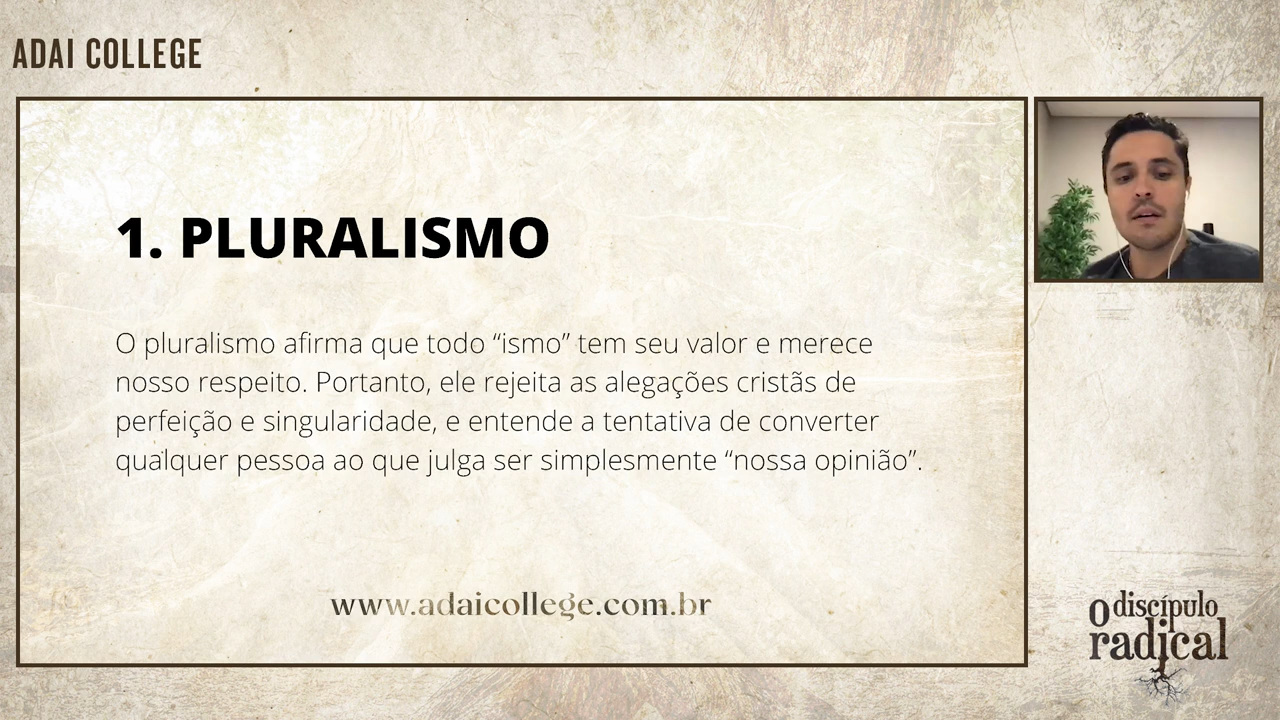 ADAI COLLEGE
1. PLURALISMO
O pluralismo afirma que todo “ismo” tem seu valor e merece
nosso respeito. Portanto, ele rejeita as alegações cristãs de
perfeição e singularidade, e entende a tentativa de converter
qualquer pessoa ao que julga ser simplesmente “nossa opinião”.
www.adaicollege.com.br
o discípulo
radical